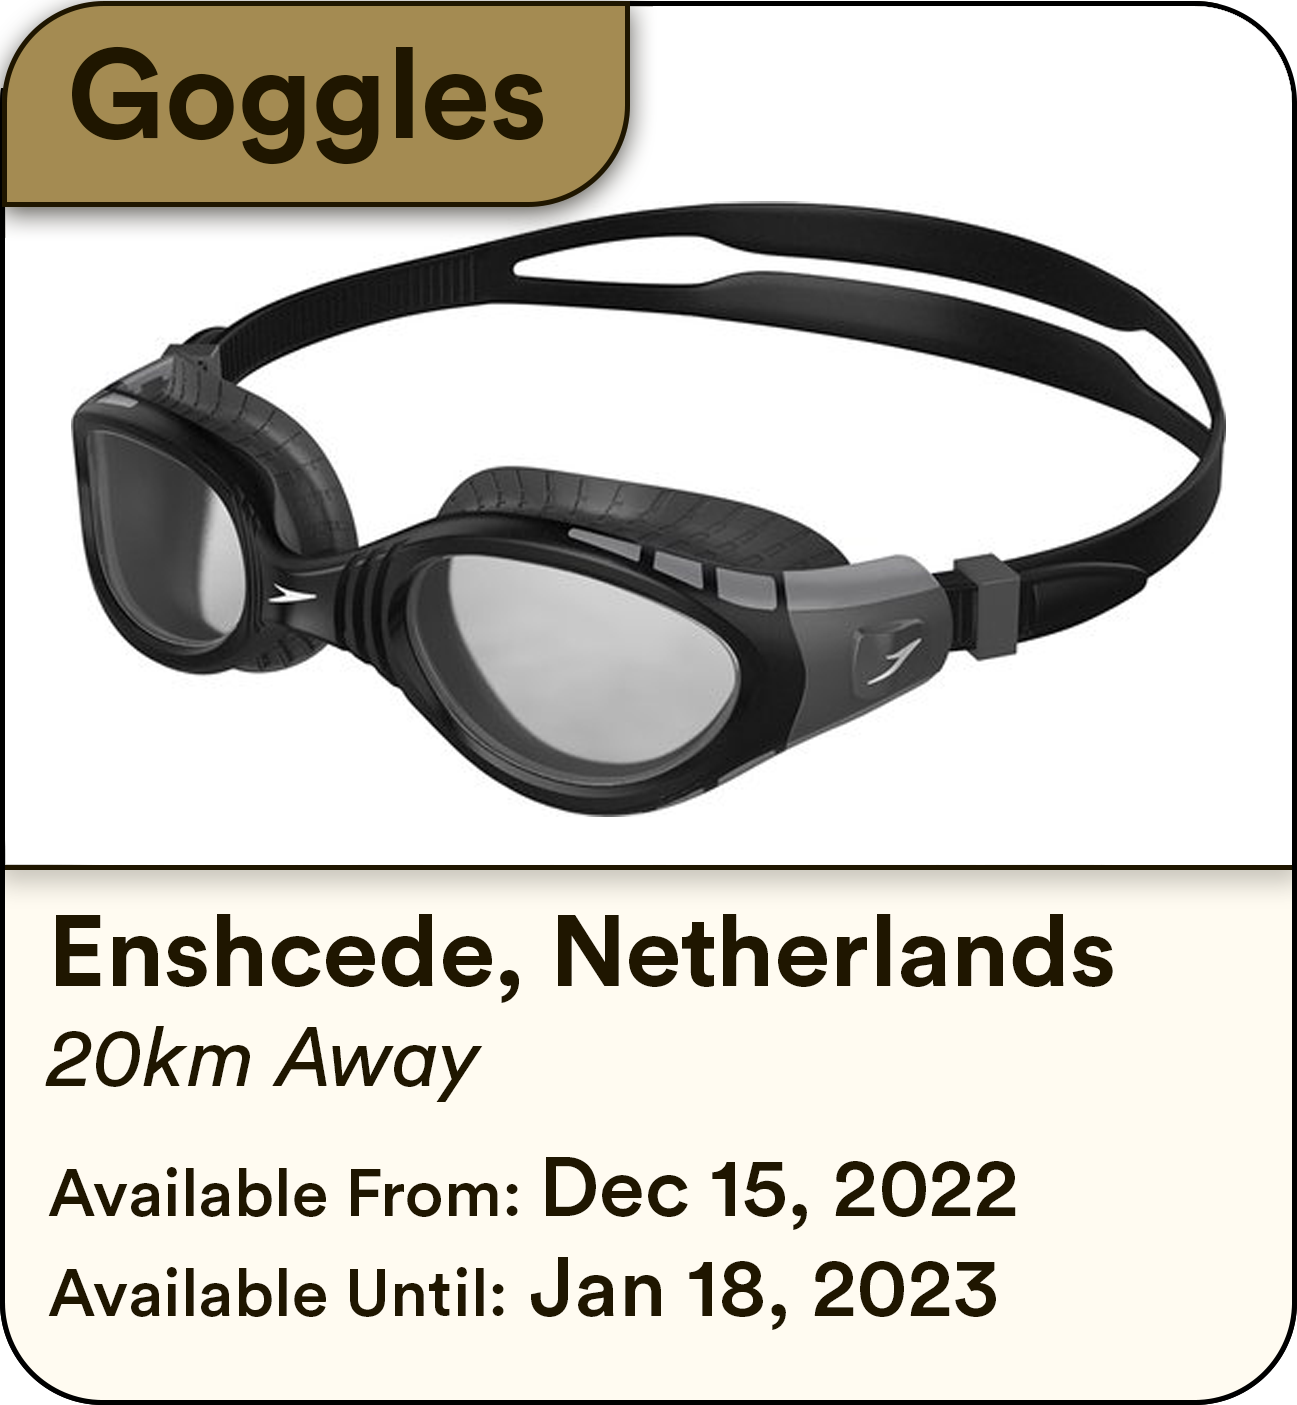 Goggles
Enshcede, Netherlands
20km Away
Available From: Dec 15, 2022
Available Until: Jan 18, 2023